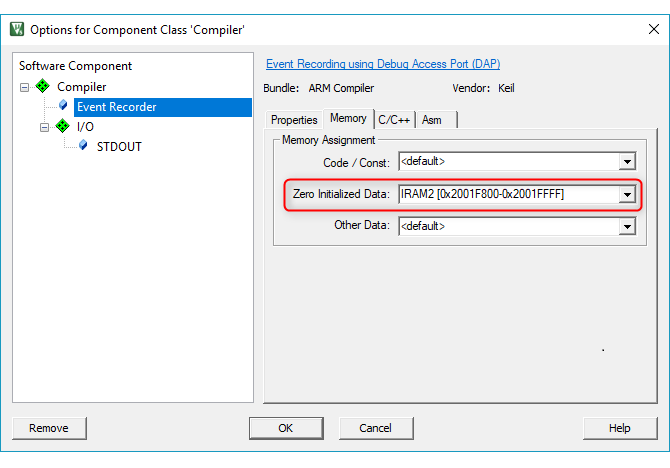 Options for Component Class 'Compiler'
Software Component
Compiler
Event Recorder
I/O
STDOUT
Event Recording using Debug Access Port (DAP)
Bundle: ARM Compiler Vendor: Keil
Properties Memory C/C++ Asm
Memory Assignment
Code / Const: <default>
Zero Initialized Data: IRAM2 [0x2001F800-0x2001FFFF]
Other Data: <default>
.
Remove OK Cancel Help